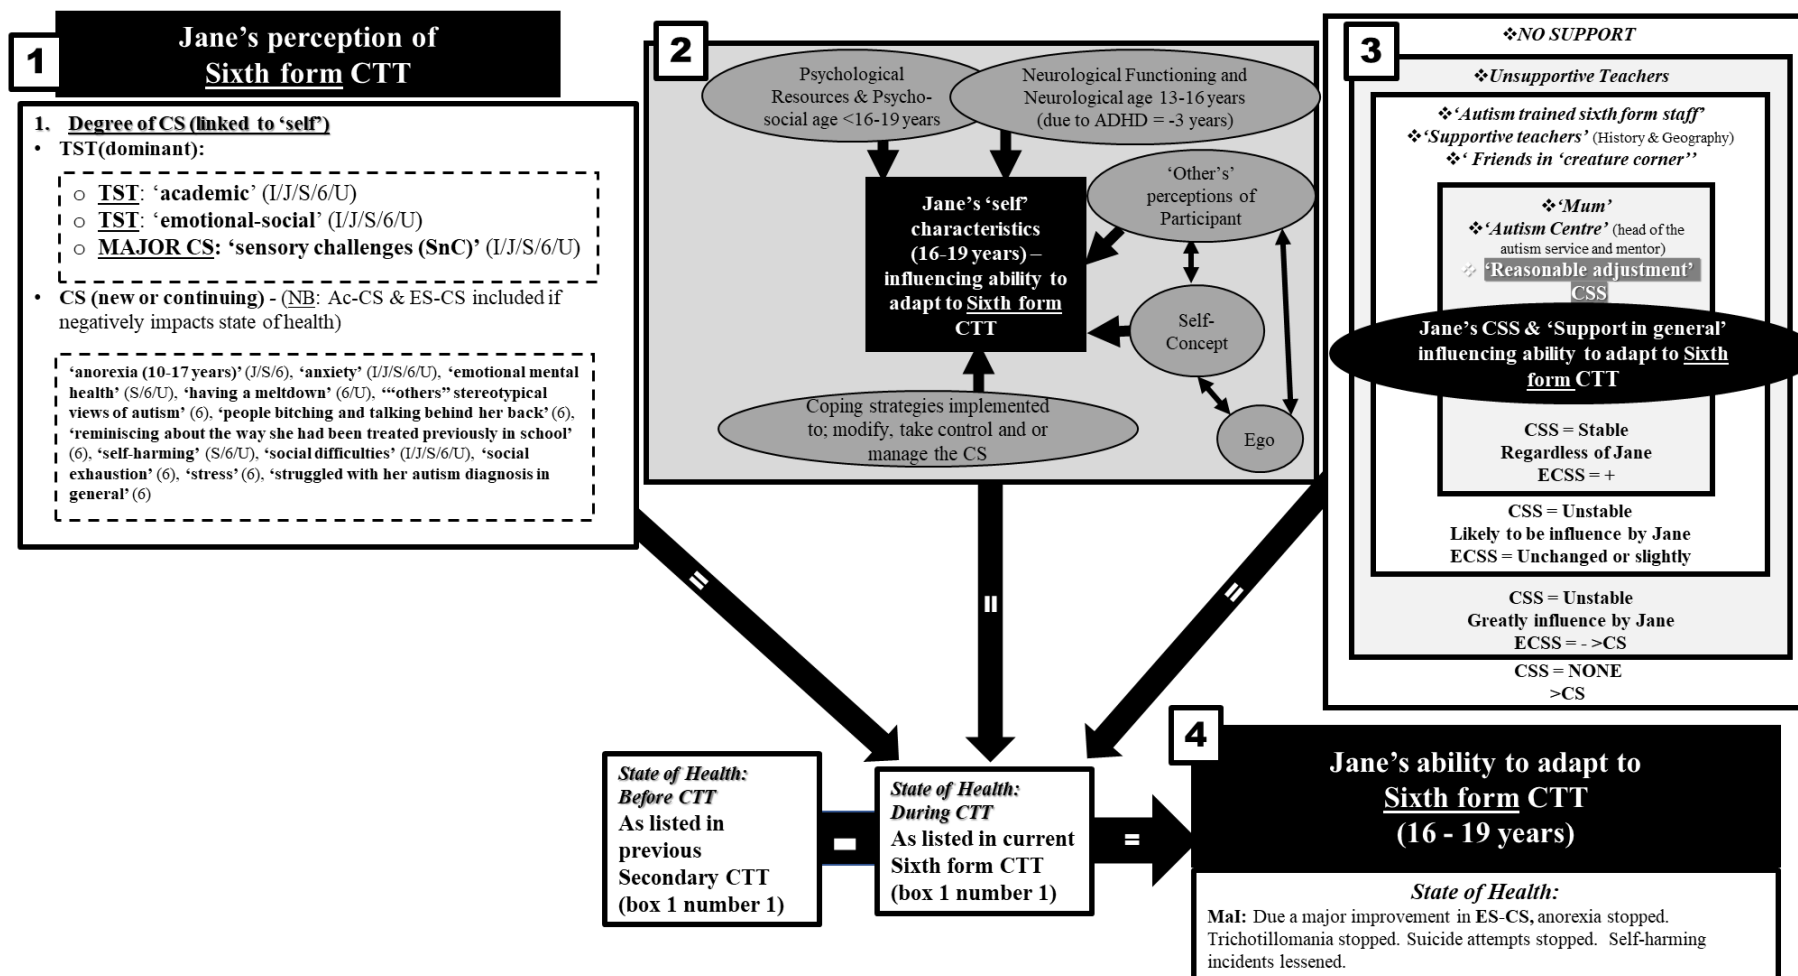 1
Jane’s perception of
Sixth form CTT
1. Degree of CS (linked to ‘self’)
• TST(dominant):
o TST: ‘academic’ (I/J/S/6/U)
o TST: ‘emotional-social’ (I/J/S/6/U)
o MAJOR CS: ‘sensory challenges (SnC)’ (I/J/S/6/U)
• CS (new or continuing) - (NB: Ac-CS & ES-CS included if
negatively impacts state of health)
‘anorexia (10-17 years)’ (J/S/6), ‘anxiety’ (I/J/S/6/U), ‘emotional mental
health’ (S/6/U), ‘having a meltdown’ (6/U), ‘“others” stereotypical
views of autism’ (6), ‘people bitching and talking behind her back’ (6),
‘reminiscing about the way she had been treated previously in school’
(6), ‘self-harming’ (S/6/U), ‘social difficulties’ (I/J/S/6/U), ‘social
exhaustion’ (6), ‘stress’ (6), ‘struggled with her autism diagnosis in
general’ (6)
2
Psychological
Resources & Psycho-
social age <16-19 years
Neurological Functioning and
Neurological age 13-16 years
(due to ADHD = -3 years)
Jane’s ‘self’
characteristics
(16-19 years) –
influencing ability to
adapt to Sixth form
CTT
‘Other’s’
perceptions of
Participant
Self-
Concept
Ego
Coping strategies implemented
to; modify, take control and or
manage the CS
3
❖NO SUPPORT
❖Unsupportive Teachers
❖‘Autism trained sixth form staff’
❖‘Supportive teachers’ (History & Geography)
❖‘ Friends in ‘creature corner’’
❖‘Mum’
❖‘Autism Centre’ (head of the
autism service and mentor)
❖ ‘Reasonable adjustment’
CSS
Jane’s CSS & ‘Support in general’
influencing ability to adapt to Sixth
form CTT
CSS = Stable
Regardless of Jane
ECSS = +
CSS = Unstable
Likely to be influence by Jane
ECSS = Unchanged or slightly
CSS = Unstable
Greatly influence by Jane
ECSS = - >CS
CSS = NONE
>CS
=
=
=
State of Health:
Before CTT
As listed in
previous
Secondary CTT
(box 1 number 1)
-
State of Health:
During CTT
As listed in current
Sixth form CTT
(box 1 number 1)
=
4
Jane’s ability to adapt to
Sixth form CTT
(16 - 19 years)
State of Health:
MaI: Due a major improvement in ES-CS, anorexia stopped.
Trichotillomania stopped. Suicide attempts stopped. Self-harming
incidents lessened.